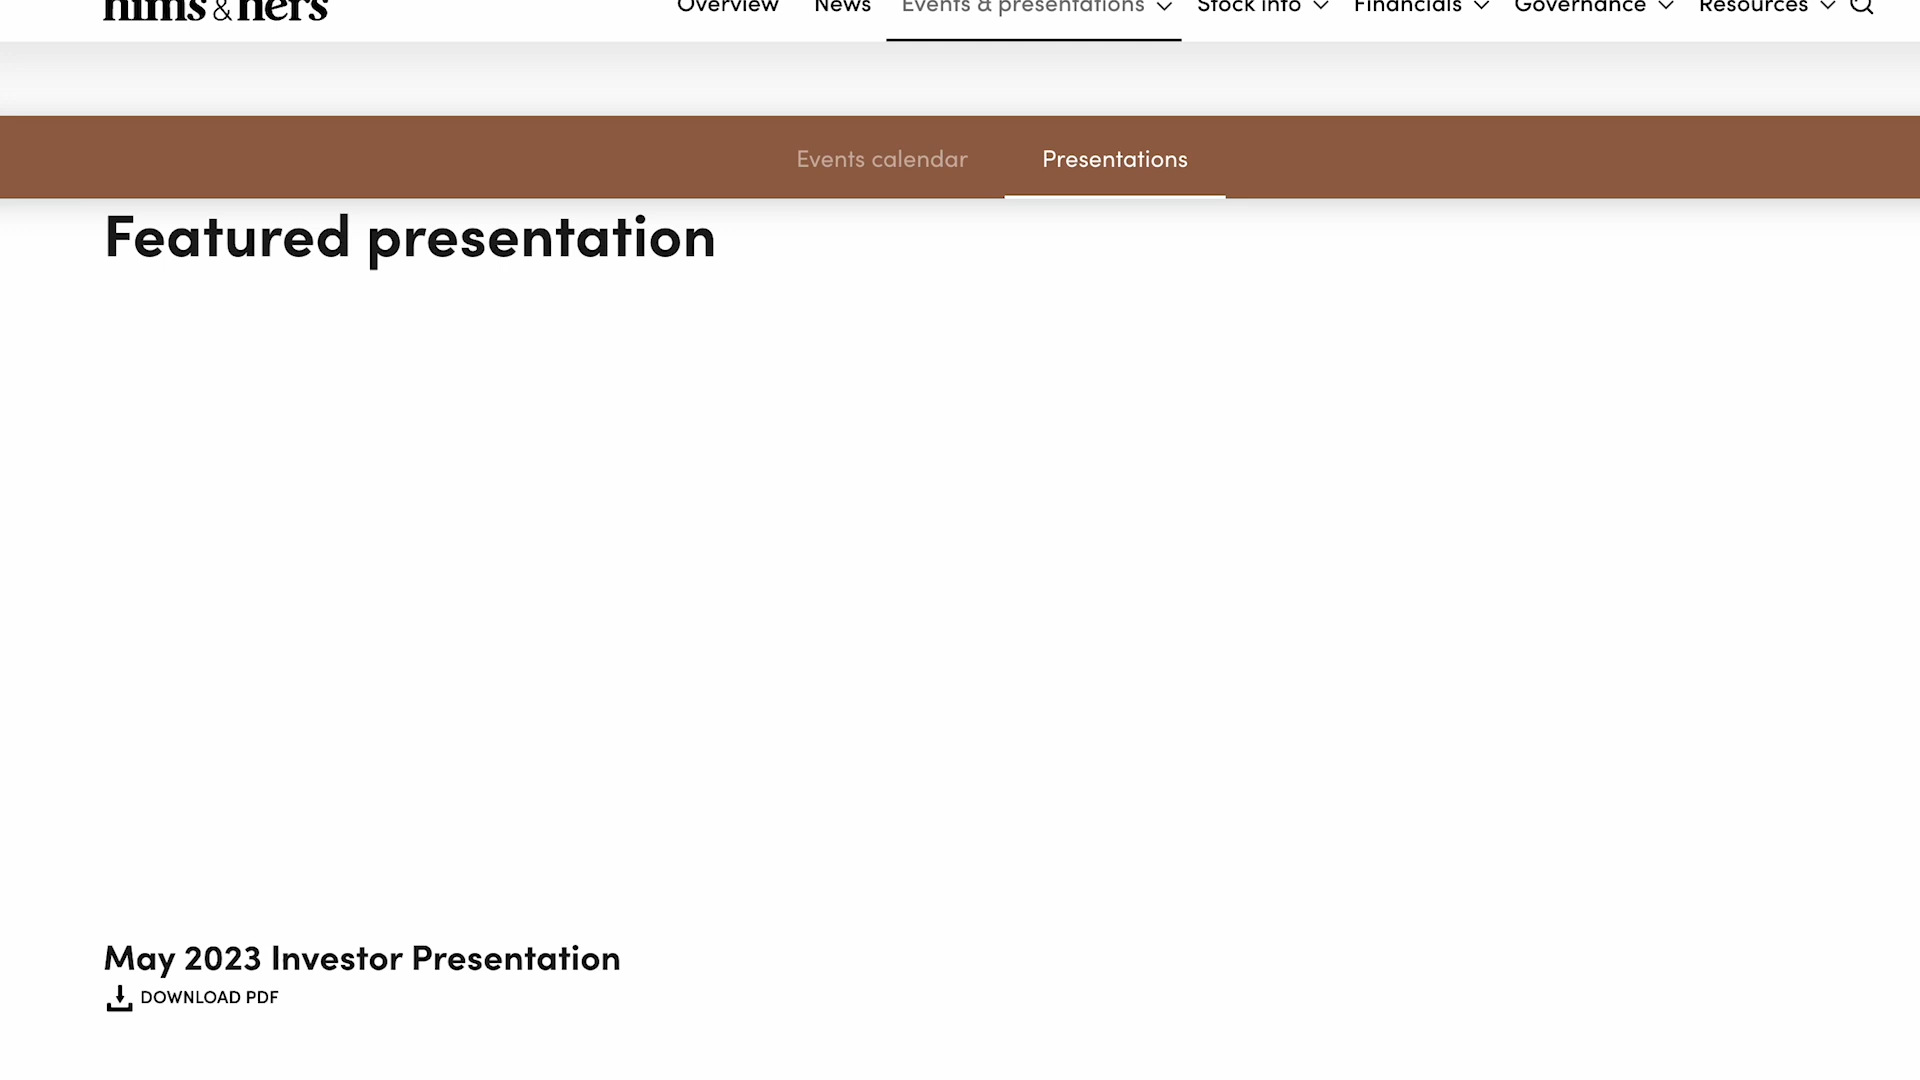 hims & hers
Overview News Events & presentations Stock info Financials Governance Resources
Events calendar Presentations
Featured presentation
May 2023 Investor Presentation
DOWNLOAD PDF